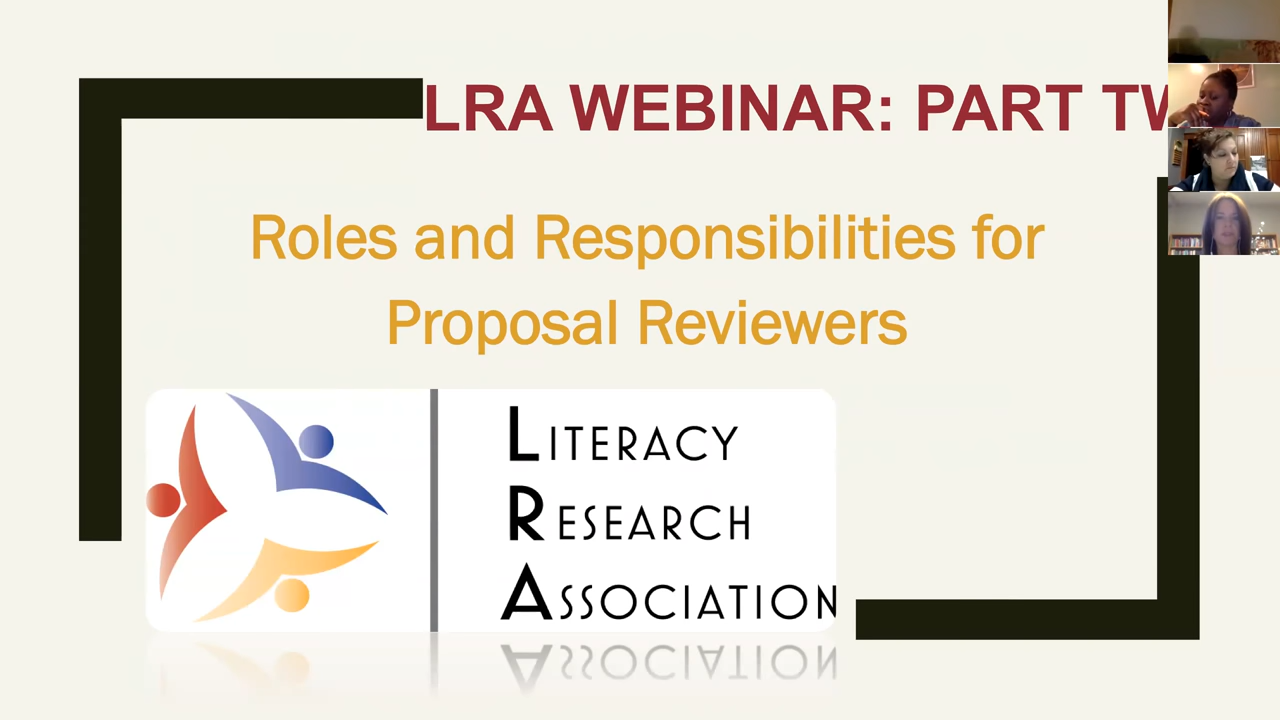 LRA WEBINAR: PART TW
Roles and Responsibilities for
Proposal Reviewers
LITERACY
RESEARCH
ASSOCIATION